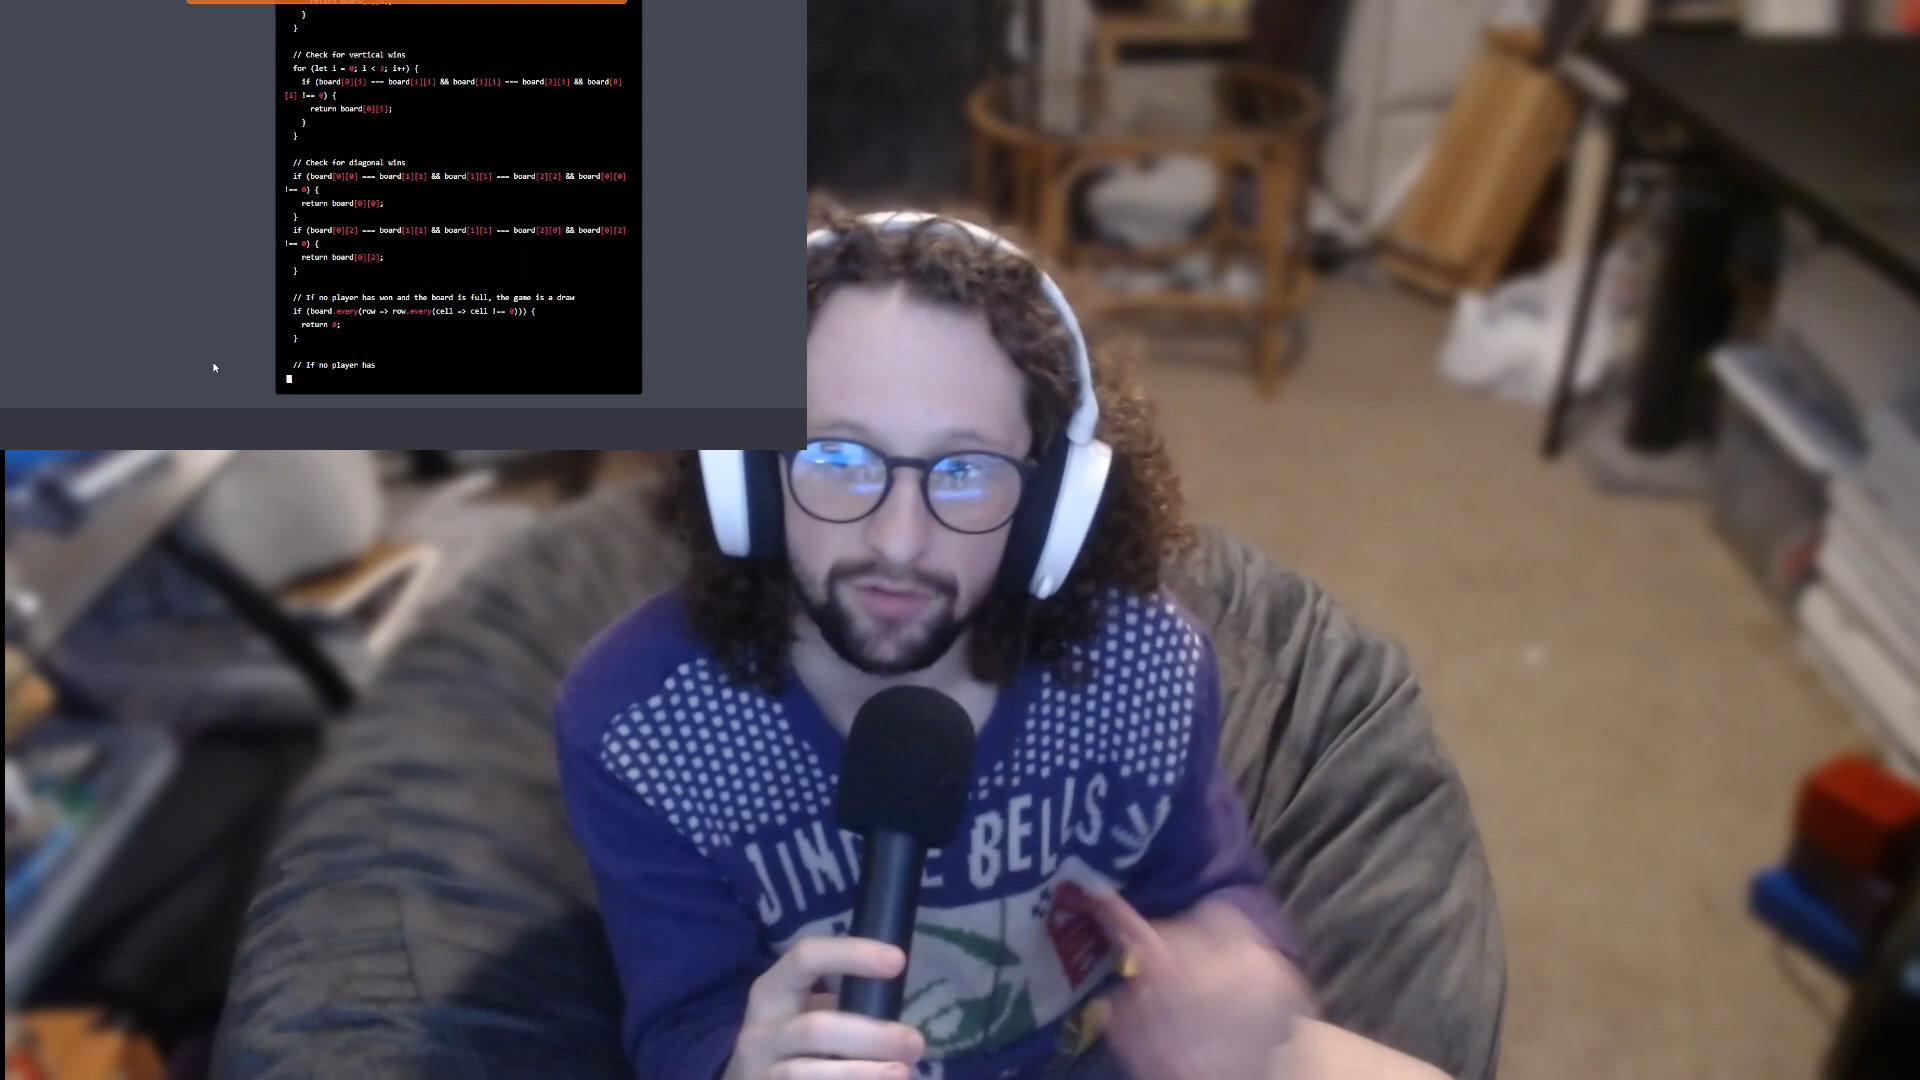 }
}
// Check for vertical wins
for (let i = 0; i < 3; i++) {
if (board[0][i] === board[1][i] && board[1][i] === board[2][i] && board[0]
[i] !== 0) {
return board[0][i];
}
}
// Check for diagonal wins
if (board[0][0] === board[1][1] && board[1][1] === board[2][2] && board[0][0]
!== 0) {
return board[0][0];
}
if (board[0][2] === board[1][1] && board[1][1] === board[2][0] && board[0][2]
!== 0) {
return board[0][2];
}
// If no player has won and the board is full, the game is a draw
if (board.every(row => row.every(cell => cell !== 0))) {
return 0;
}
// If no player has
BELLS